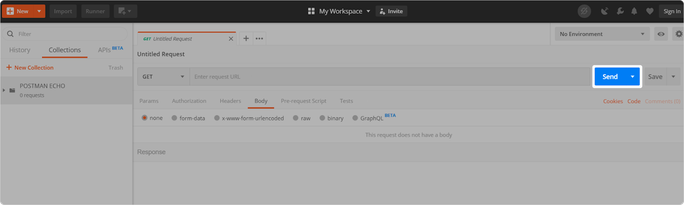 New Import Runner My Workspace Invite Sign In
Filter GET Untitled Request No Environment
History Collections APIs BETA Untitled Request
New Collection Trash GET Enter request URL Send Save
POSTMAN ECHO
0 requests
Params Authorization Headers Body Pre-request Script Tests Cookies Code Comments (0)
none form-data x-www-form-urlencoded raw binary GraphQL BETA
This request does not have a body
Response